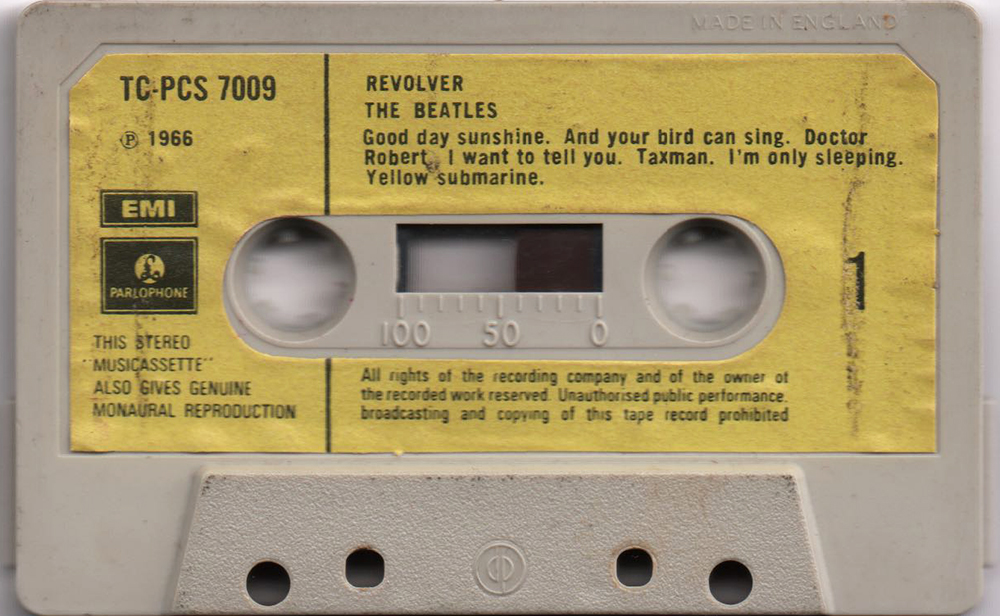 MADE IN ENGLAND
TC-PCS 7009
Ⓟ 1966
EMI
PARLOPHONE
THIS STEREO
"MUSICASSETTE"
ALSO GIVES GENUINE
MONAURAL REPRODUCTION
REVOLVER
THE BEATLES
Good day sunshine. And your bird can sing. Doctor
Robert. I want to tell you. Taxman. I'm only sleeping.
Yellow submarine.
1
100 50 0
All rights of the recording company and of the owner of
the recorded work reserved. Unauthorised public performance.
broadcasting and copying of this tape record prohibited